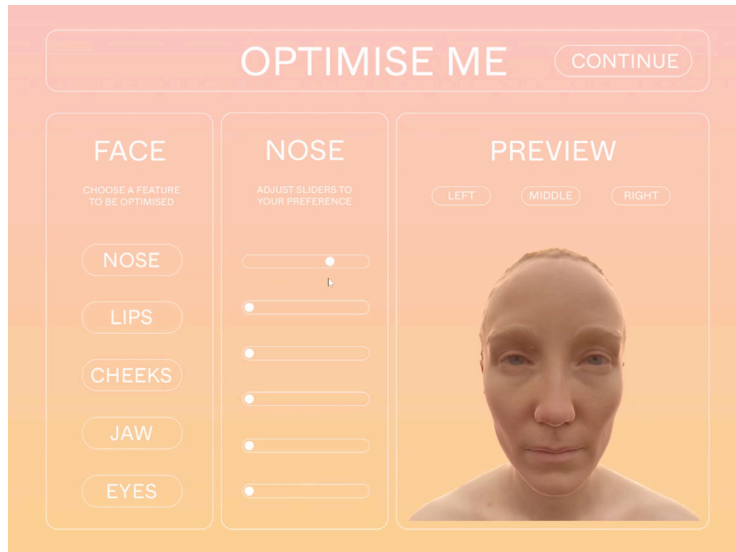 OPTIMISE ME
CONTINUE
FACE
CHOOSE A FEATURE
TO BE OPTIMISED
NOSE
LIPS
CHEEKS
JAW
EYES
NOSE
ADJUST SLIDERS TO
YOUR PREFERENCE
PREVIEW
LEFT
MIDDLE
RIGHT